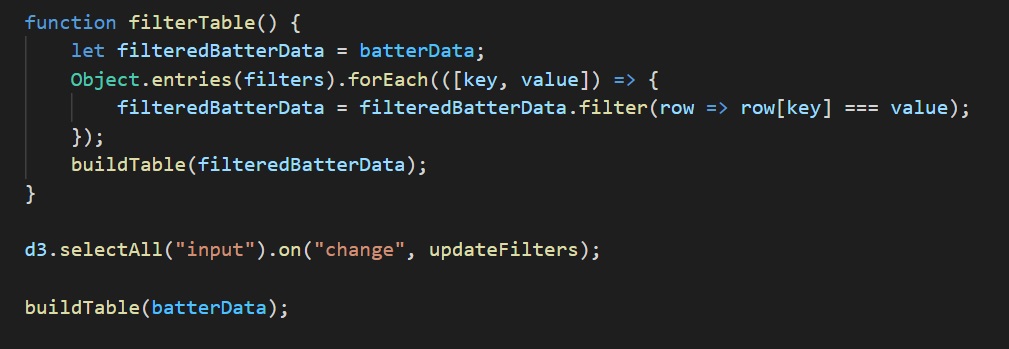 function filterTable() {
    let filteredBatterData = batterData;
    Object.entries(filters).forEach(([key, value]) => {
        filteredBatterData = filteredBatterData.filter(row => row[key] === value);
    });
    buildTable(filteredBatterData);
}
d3.selectAll("input").on("change", updateFilters);
buildTable(batterData);